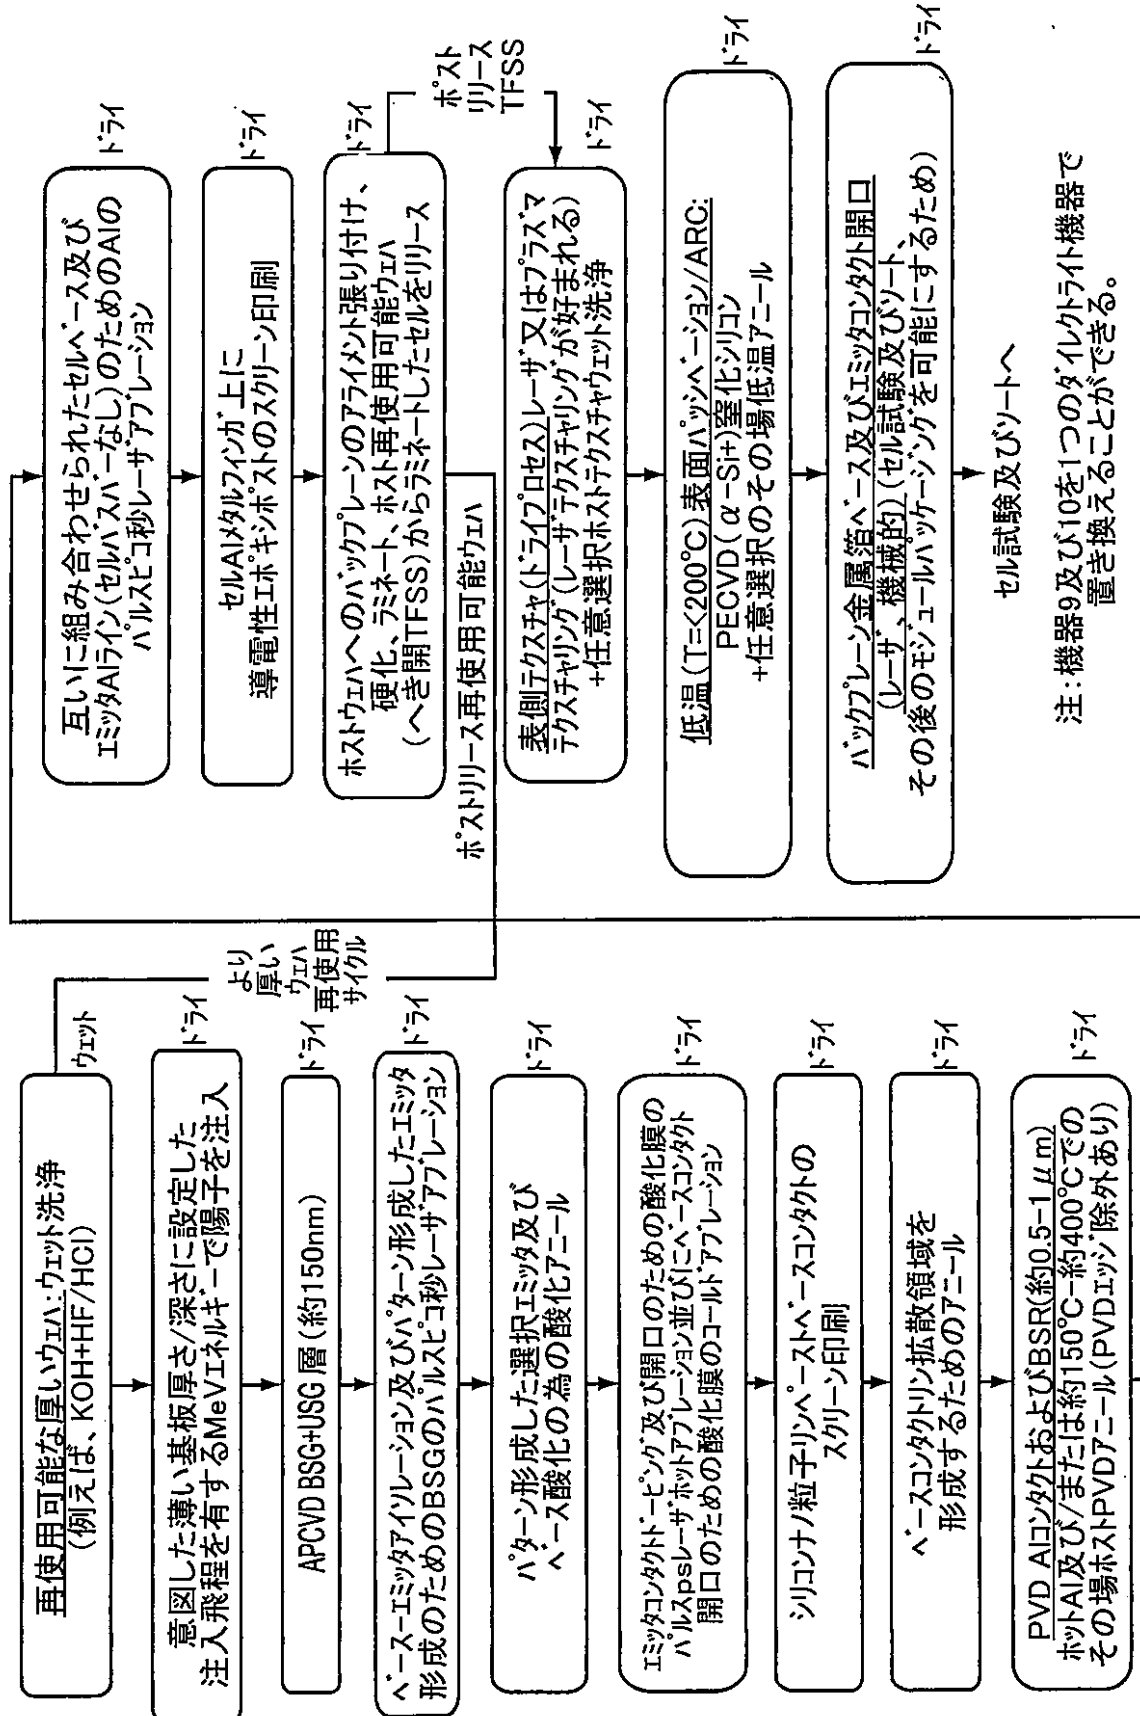 再使用可能な厚いウェハ:ウェット洗浄
(例えば、KOH+HF/HCl)
ウェット
意図した薄い基板厚さ/深さに設定した
注入飛程を有するMeVエネルギーで陽子を注入
ドライ
APCVD BSG+USG 層(約150nm)
ドライ
ベース−エミッタアイソレーション及びパターン形成したエミッタ
形成のためのBSGのパルスピコ秒レーザアブレーション
ドライ
パターン形成した選択エミッタ及び
ベース酸化の為の酸化アニール
ドライ
エミッタコンタクトドーピング及び開口のための酸化膜の
パルスpsレーザホットアブレーション並びにベースコンタクト
開口のための酸化膜のコールドアブレーション
ドライ
シリコンナノ粒子リンペーストベースコンタクトの
スクリーン印刷
ドライ
ベースコンタクトリン拡散領域を
形成するためのアニール
ドライ
PVD AlコンタクトおよびBSR(約0.5-1μm)
ホットAl及び/または約150℃-約400℃での
その場ホストPVDアニール(PVDエッジ除外あり)
ドライ
より
厚い
ウェハ
再使用
サイクル
互いに組み合わせられたセルベース及び
エミッタAlライン(セルバスバーなし)のためのAlの
パルスピコ秒レーザアブレーション
ドライ
セルAlメタルフィンガ上に
導電性エポキシポストのスクリーン印刷
ドライ
ホストウェハへのバックプレーンのアライメント張り付け、
硬化、ラミネート、ホスト再使用可能ウェハ
(へき開TFSS)からラミネートしたセルをリリース
ドライ
ポストリリース再使用可能ウェハ
ポスト
リリース
TFSS
表側テクスチャ(ドライプロセス)レーザ又はプラズマ
テクスチャリング(レーザテクスチャリングが好まれる)
+任意選択ホストテクスチャウェット洗浄
ドライ
低温(T=<200℃)表面パッシベーション/ARC:
PECVD(α-Si+)窒化シリコン
+任意選択のその場低温アニール
ドライ
バックプレーン金属箔ベース及びエミッタコンタクト開口
(レーザ、機械的)(セル試験及びソート、
その後のモジュールパッケージングを可能にするため)
ドライ
セル試験及びソートへ
注:機器9及び10を1つのダイレクトライト機器で
置き換えることができる。